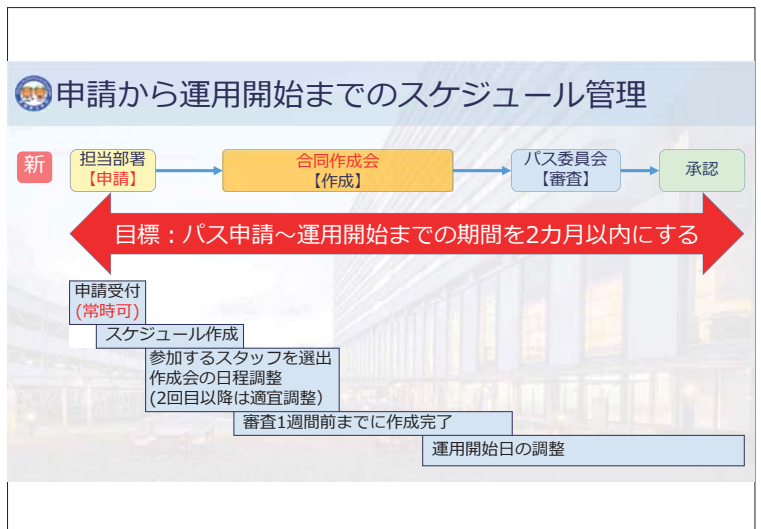 申請から運用開始までのスケジュール管理
新
担当部署
【申請】
合同作成会
【作成】
パス委員会
【審査】
承認
目標：パス申請～運用開始までの期間を2カ月以内にする
申請受付
(常時可)
スケジュール作成
参加するスタッフを選出
作成会の日程調整
(2回目以降は適宜調整）
審査1週間前までに作成完了
運用開始日の調整